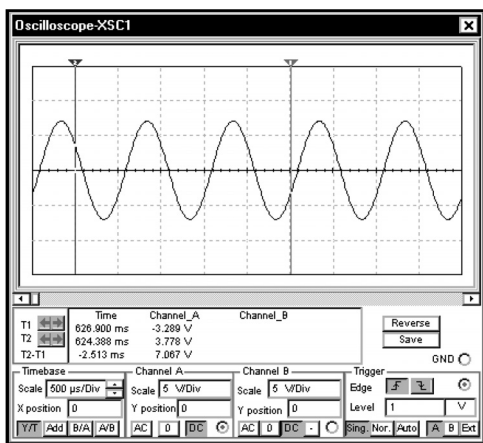 Oscilloscope-XSC1
Time Channel_A Channel_B
T1 626.900 ms -3.289 V
T2 624.388 ms 3.778 V
T2-T1 -2.513 ms 7.067 V
Reverse
Save
GND
Timebase
Scale 500 µs/Div
X position 0
Y/T Add B/A A/B
Channel A
Scale 5 V/Div
Y position 0
AC 0 DC
Channel B
Scale 5 V/Div
Y position 0
AC 0 DC -
Trigger
Edge
Level 1 V
Sing. Nor. Auto A B Ext